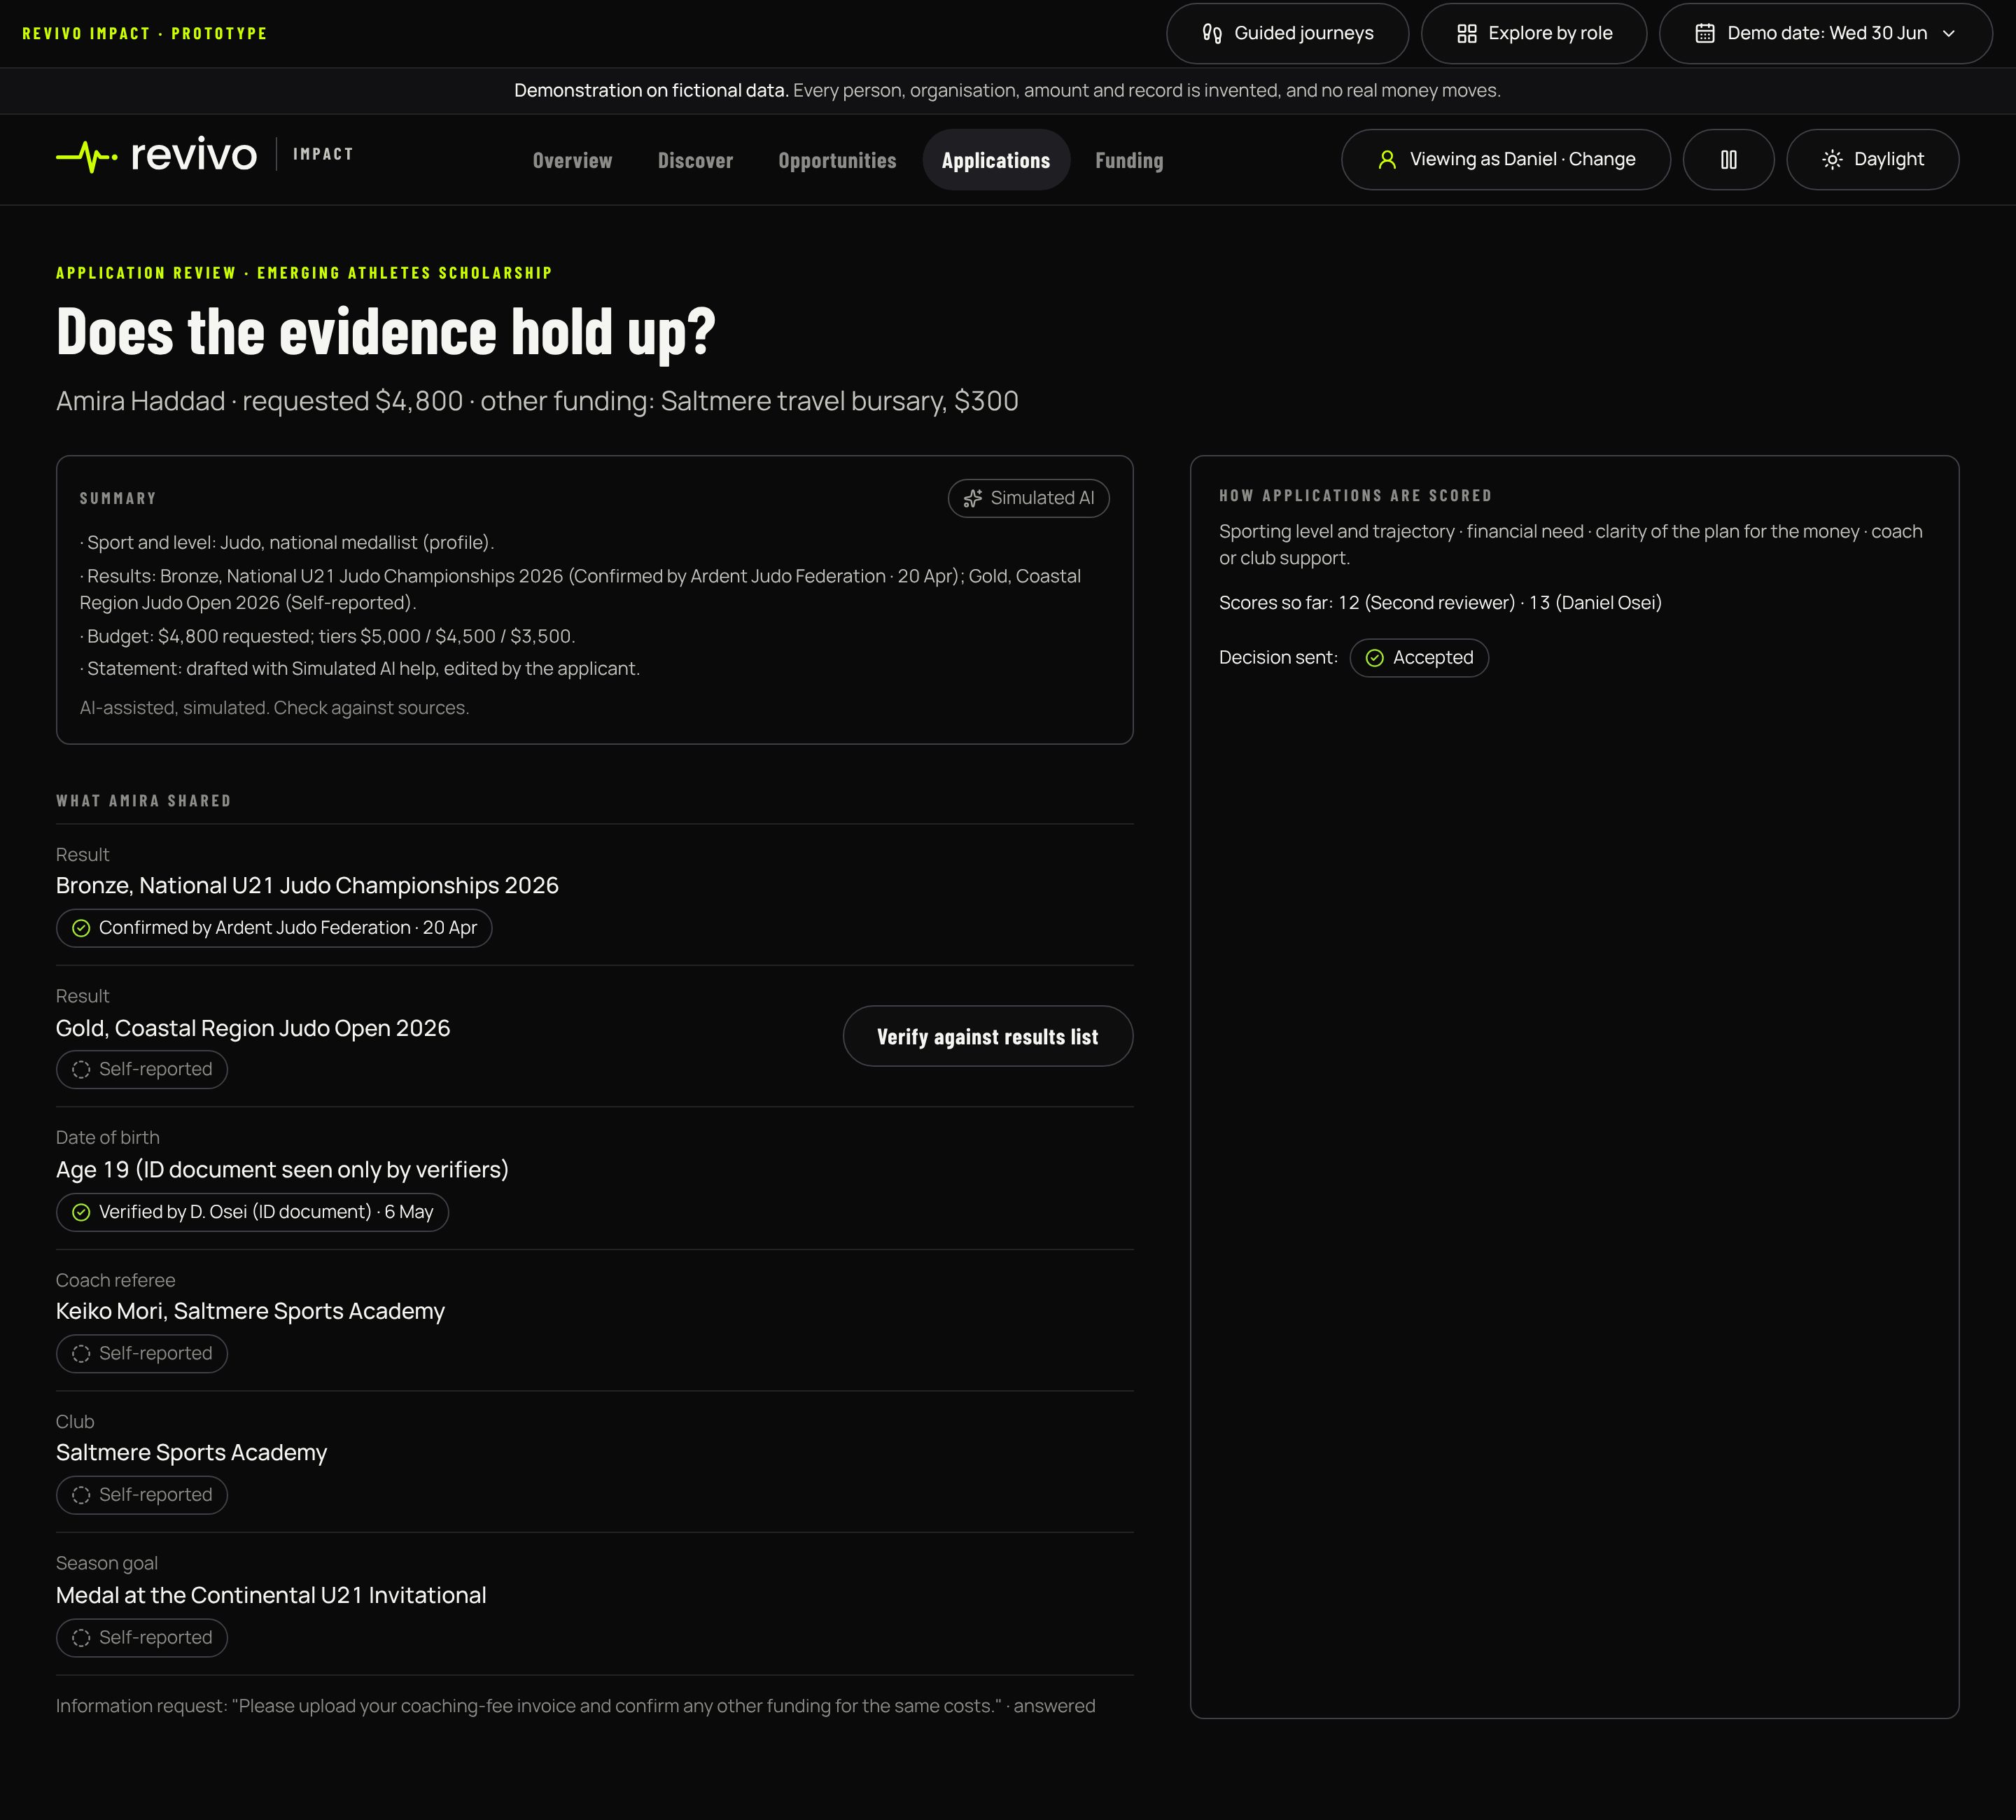 REVIVO IMPACT · PROTOTYPE
Guided journeys
Explore by role
Demo date: Wed 30 Jun
Demonstration on fictional data. Every person, organisation, amount and record is invented, and no real money moves.
revivo
IMPACT
Overview
Discover
Opportunities
Applications
Funding
Viewing as Daniel · Change
Daylight
APPLICATION REVIEW · EMERGING ATHLETES SCHOLARSHIP
Does the evidence hold up?
Amira Haddad · requested $4,800 · other funding: Saltmere travel bursary, $300
SUMMARY
Simulated AI
· Sport and level: Judo, national medallist (profile).
· Results: Bronze, National U21 Judo Championships 2026 (Confirmed by Ardent Judo Federation · 20 Apr); Gold, Coastal
Region Judo Open 2026 (Self-reported).
· Budget: $4,800 requested; tiers $5,000 / $4,500 / $3,500.
· Statement: drafted with Simulated AI help, edited by the applicant.
AI-assisted, simulated. Check against sources.
HOW APPLICATIONS ARE SCORED
Sporting level and trajectory · financial need · clarity of the plan for the money · coach
or club support.
Scores so far: 12 (Second reviewer) · 13 (Daniel Osei)
Decision sent:
Accepted
WHAT AMIRA SHARED
Result
Bronze, National U21 Judo Championships 2026
Confirmed by Ardent Judo Federation · 20 Apr
Result
Gold, Coastal Region Judo Open 2026
Self-reported
Verify against results list
Date of birth
Age 19 (ID document seen only by verifiers)
Verified by D. Osei (ID document) · 6 May
Coach referee
Keiko Mori, Saltmere Sports Academy
Self-reported
Club
Saltmere Sports Academy
Self-reported
Season goal
Medal at the Continental U21 Invitational
Self-reported
Information request: "Please upload your coaching-fee invoice and confirm any other funding for the same costs." · answered